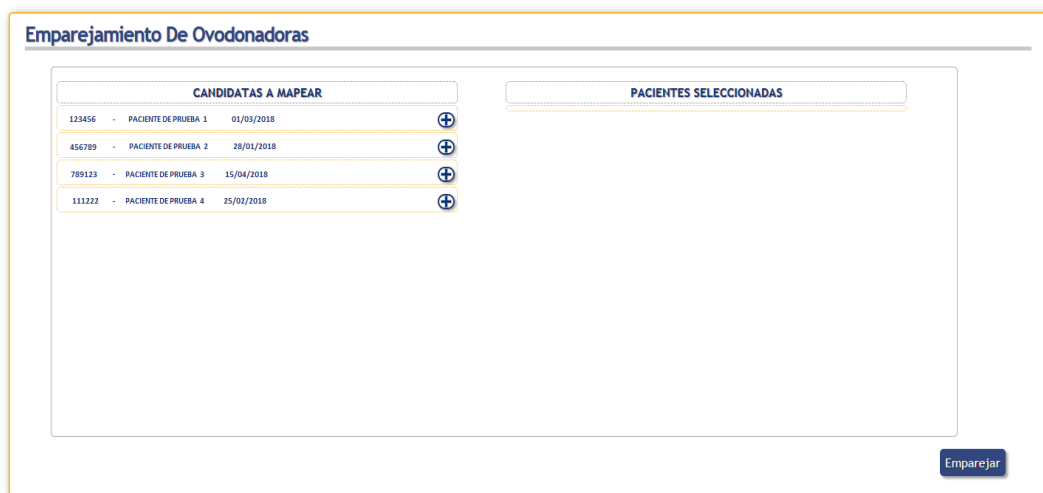 Emparejamiento De Ovodonadoras
CANDIDATAS A MAPEAR
123456 - PACIENTE DE PRUEBA 1 01/03/2018
456789 - PACIENTE DE PRUEBA 2 28/01/2018
789123 - PACIENTE DE PRUEBA 3 15/04/2018
111222 - PACIENTE DE PRUEBA 4 25/02/2018
PACIENTES SELECCIONADAS
Emparejar